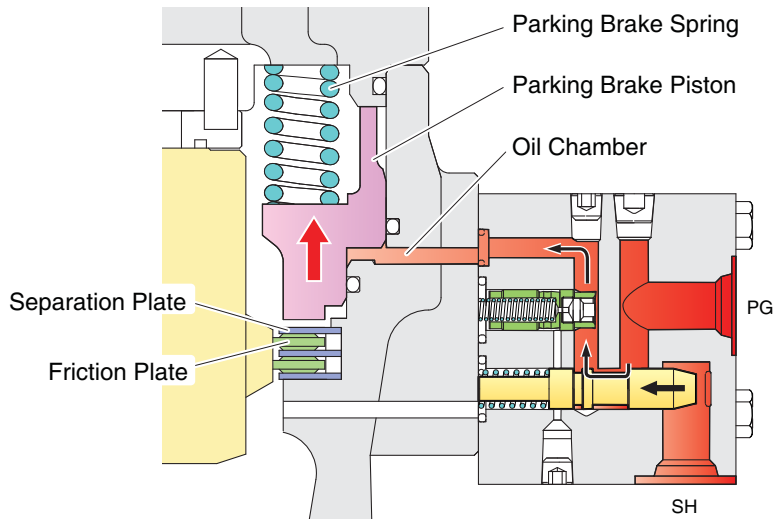 Parking Brake Spring
Parking Brake Piston
Oil Chamber
Separation Plate
PG
Friction Plate
SH